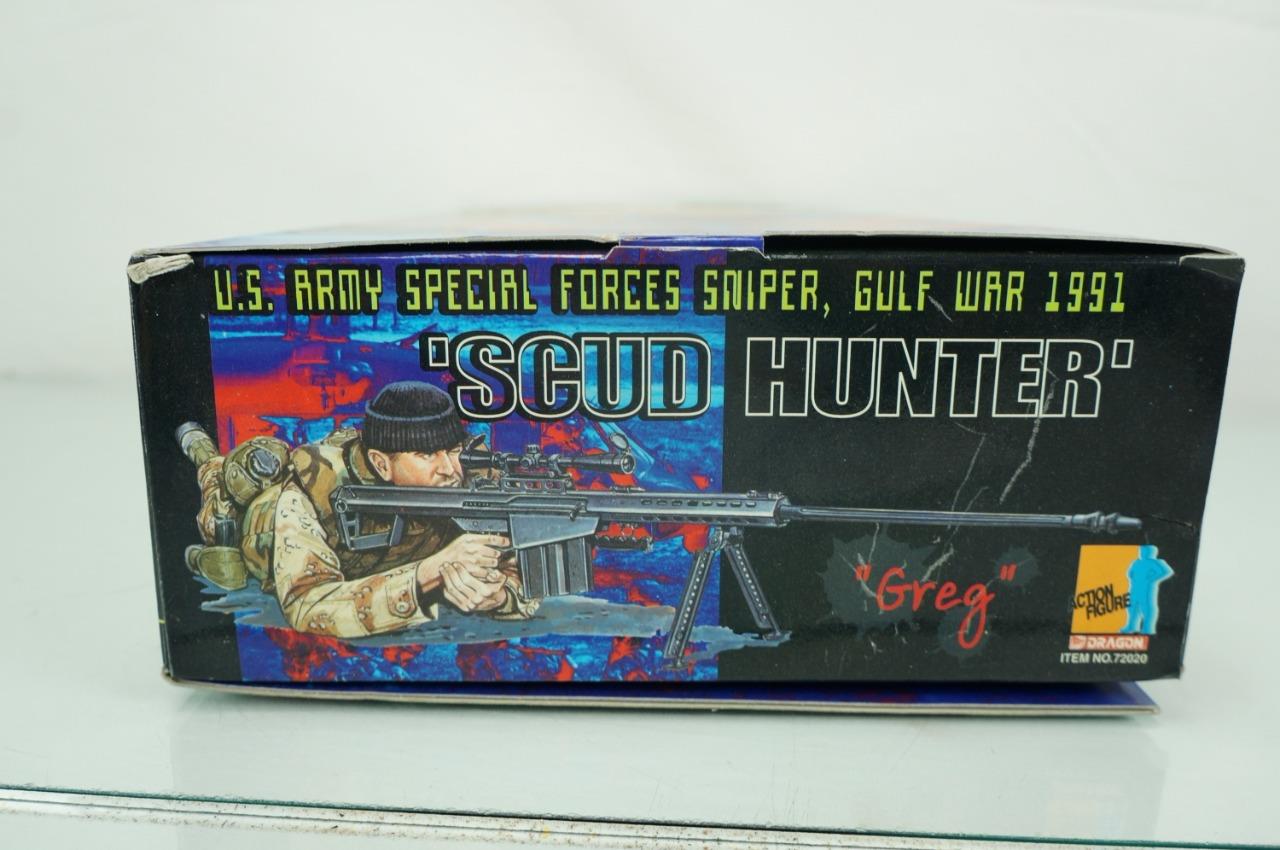 U.S. ARMY SPECIAL FORCES SNIPER, GULF WAR 1991
'SCUD HUNTER'
"Greg"
ACTION
FIGURE
DRAGON
ITEM NO.72020